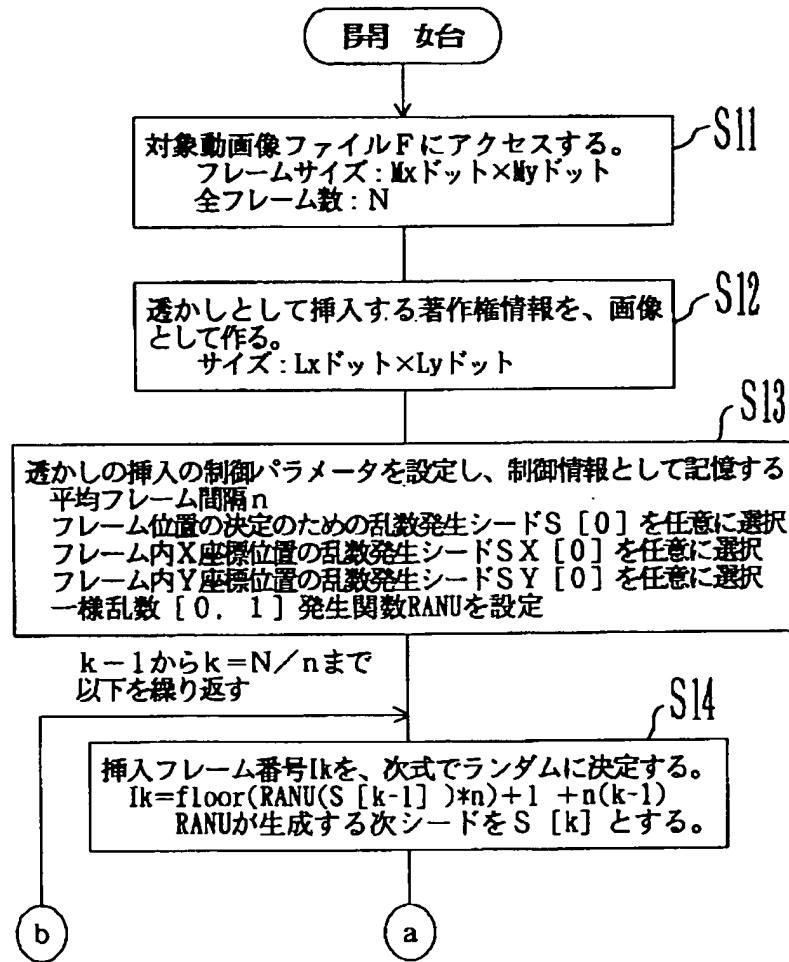 開 始
対象動画像ファイルFにアクセスする。
フレームサイズ:Mxドット×Myドット
全フレーム数:N
S11
透かしとして挿入する著作権情報を、画像
として作る。
サイズ:Lxドット×Lyドット
S12
S13
透かしの挿入の制御パラメータを設定し、制御情報として記憶する
平均フレーム間隔n
フレーム位置の決定のための乱数発生シードS [0] を任意に選択
フレーム内X座標位置の乱数発生シードSX [0] を任意に選択
フレーム内Y座標位置の乱数発生シードSY [0] を任意に選択
一様乱数 [0, 1] 発生関数RANUを設定
k-1からk=N/nまで
以下を繰り返す
S14
挿入フレーム番号Ikを、次式でランダムに決定する。
Ik=floor(RANU(S [k-1] )*n)+1 +n(k-1)
RANUが生成する次シードをS [k] とする。
b
a